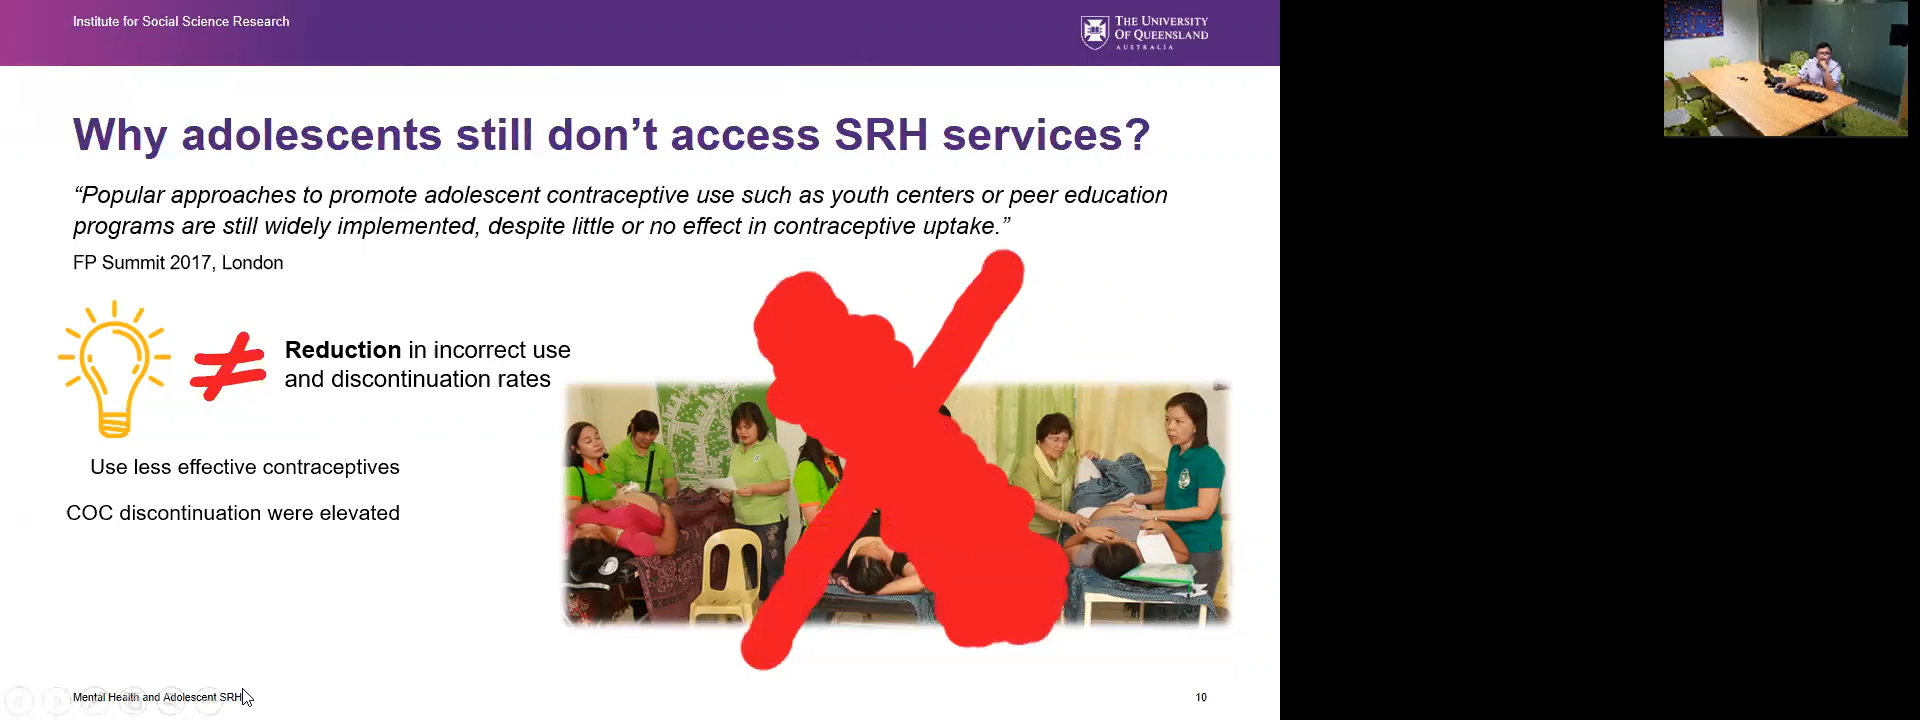 Institute for Social Science Research
THE UNIVERSITY
OF QUEENSLAND
AUSTRALIA
Why adolescents still don’t access SRH services?
“Popular approaches to promote adolescent contraceptive use such as youth centers or peer education
programs are still widely implemented, despite little or no effect in contraceptive uptake.”
FP Summit 2017, London
Reduction in incorrect use
and discontinuation rates
Use less effective contraceptives
COC discontinuation were elevated
Mental Health and Adolescent SRH
10